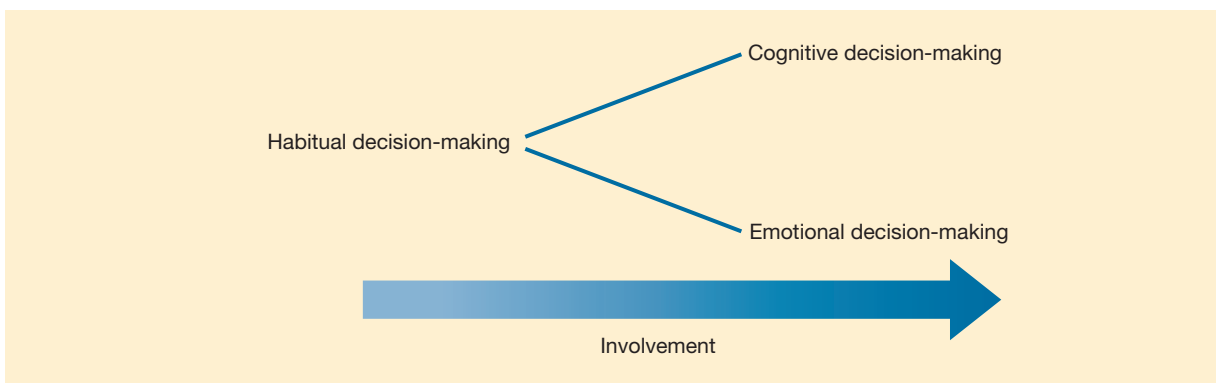 Cognitive decision-making
Habitual decision-making
Emotional decision-making
Involvement